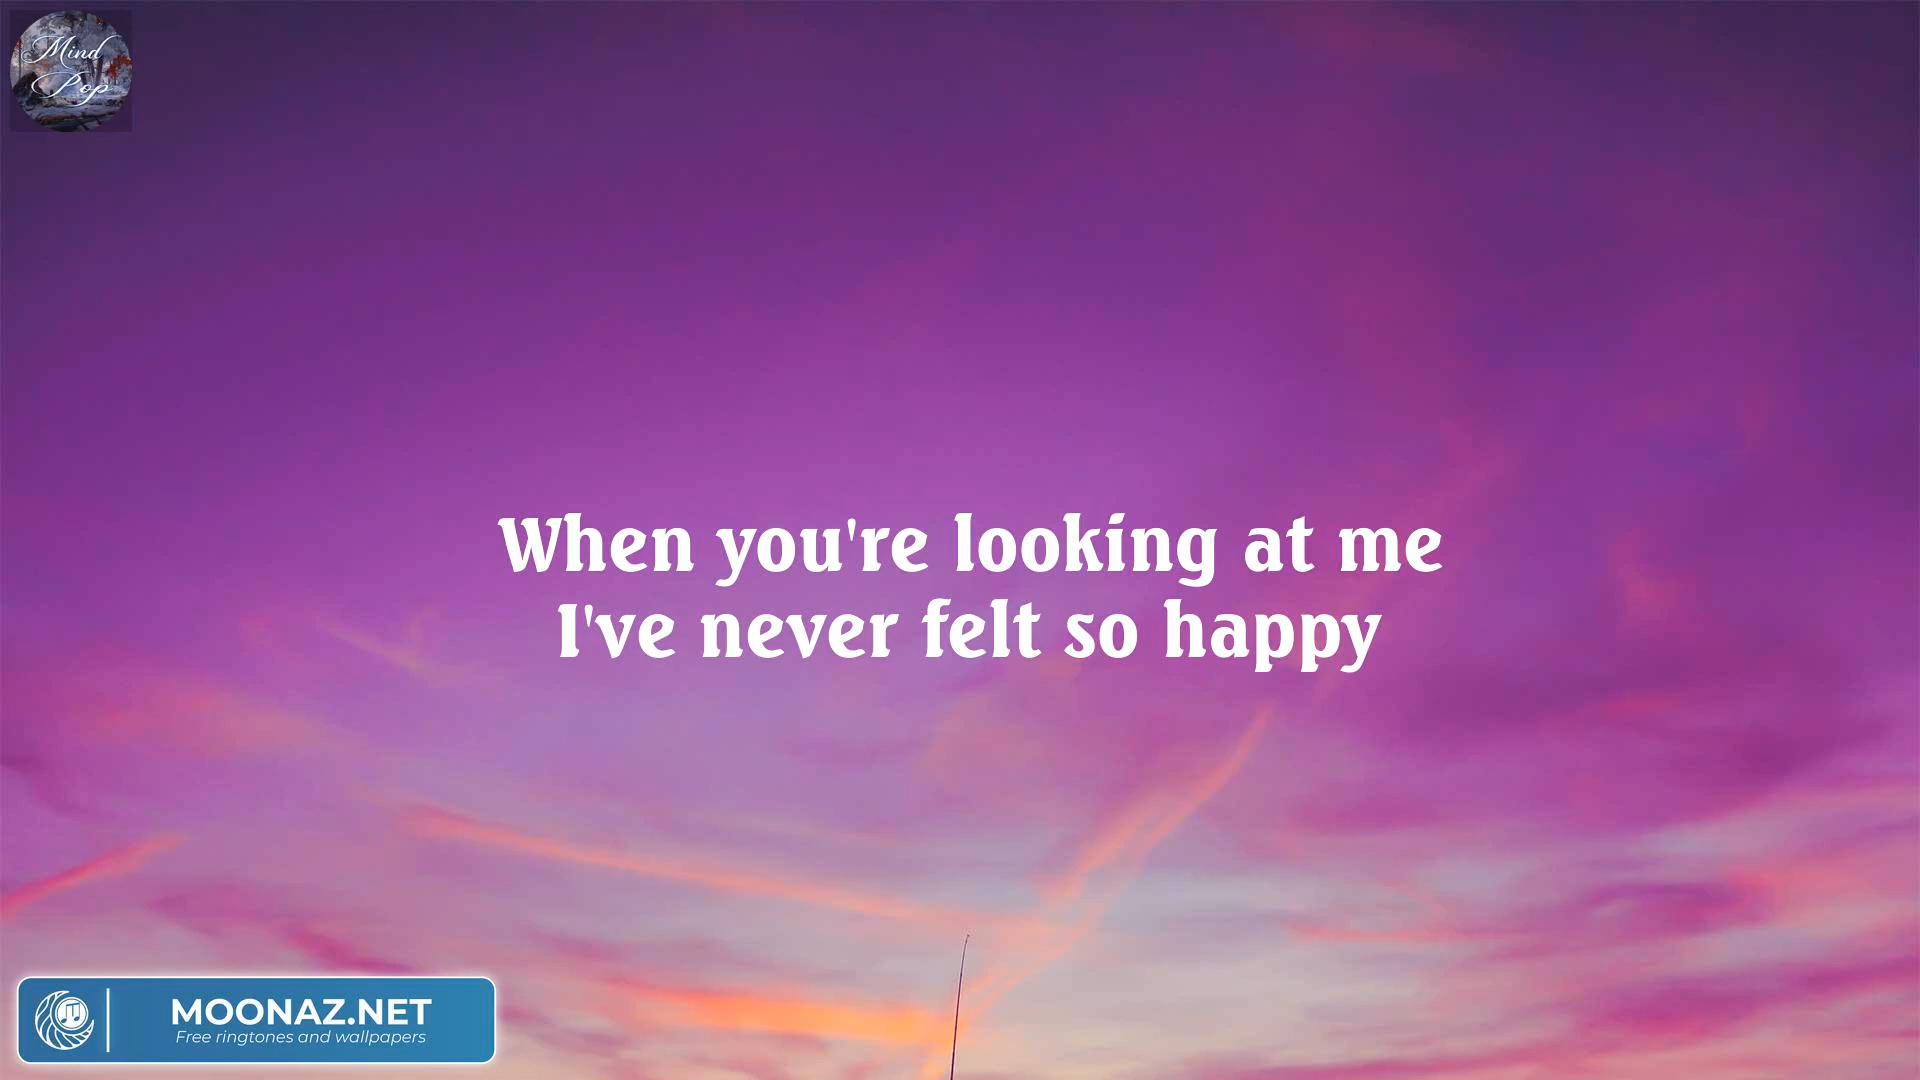 Mind
Pop
When you're looking at me
I've never felt so happy
MOONAZ.NET
Free ringtones and wallpapers